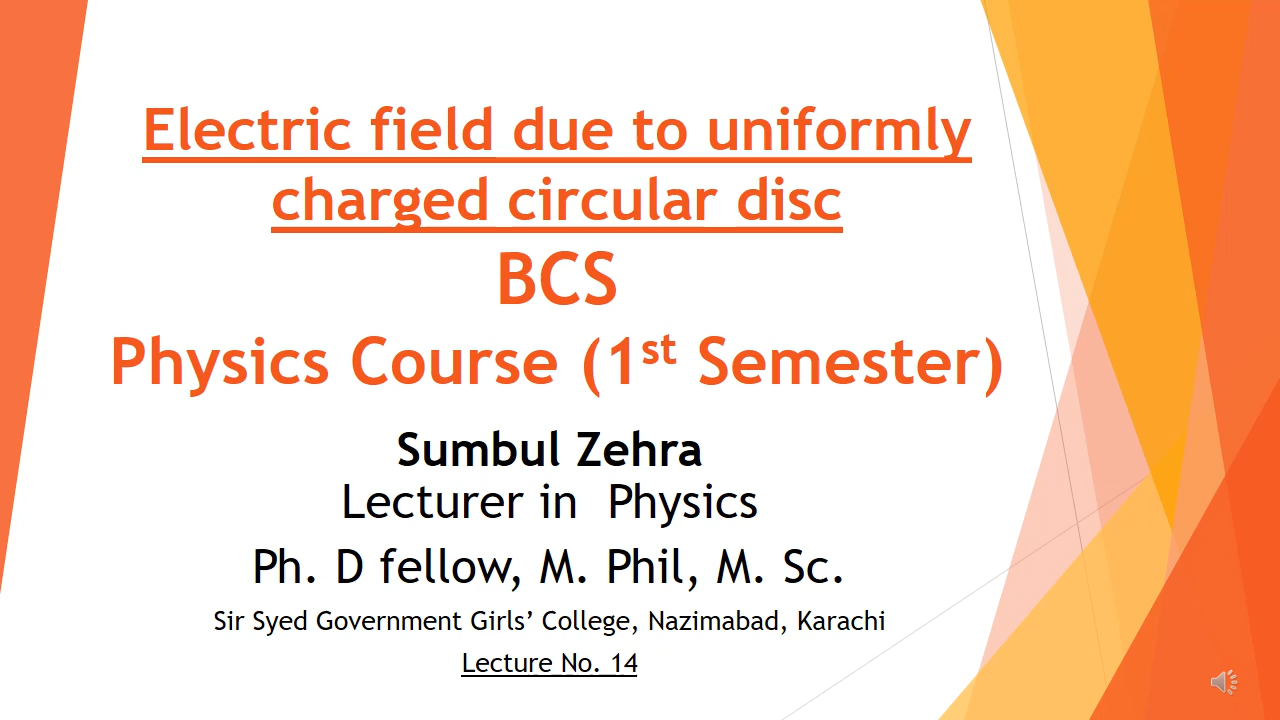 Electric field due to uniformly
charged circular disc
BCS
Physics Course (1st Semester)
Sumbul Zehra
Lecturer in  Physics
Ph. D fellow, M. Phil, M. Sc.
Sir Syed Government Girls’ College, Nazimabad, Karachi
Lecture No. 14